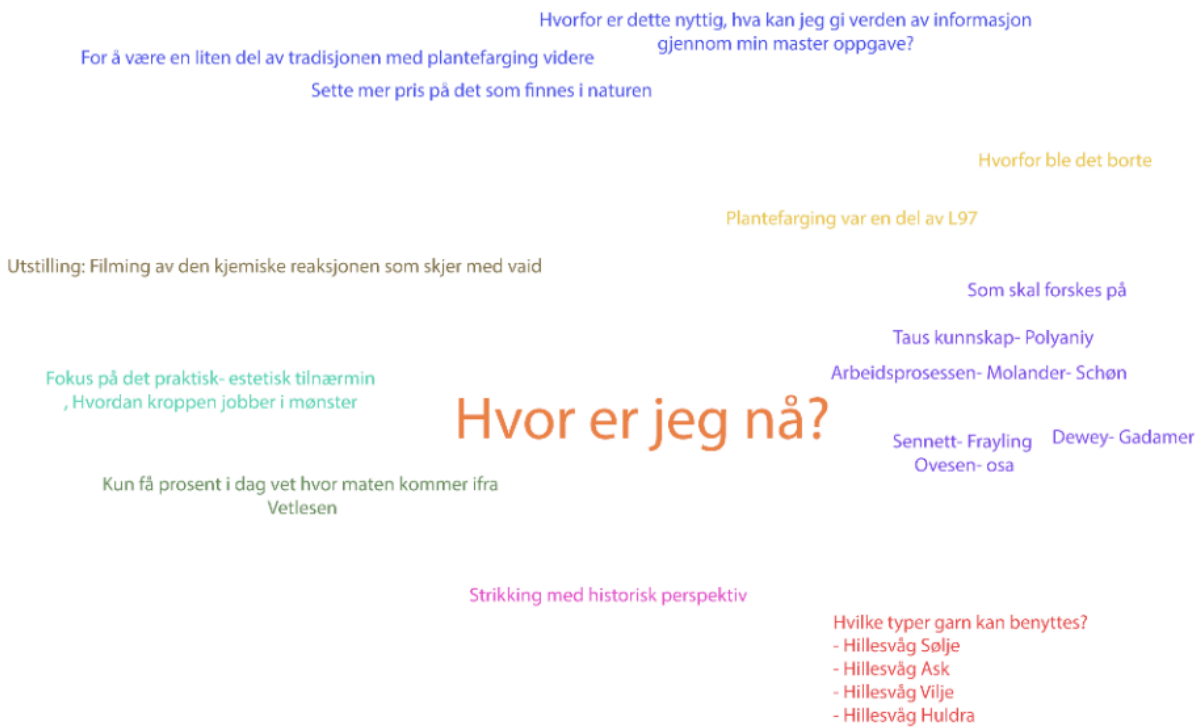 Hvorfor er dette nyttig, hva kan jeg gi verden av informasjon
gjennom min master oppgave?
For å være en liten del av tradisjonen med plantefarging videre
Sette mer pris på det som finnes i naturen
Hvorfor ble det borte
Plantefarging var en del av L97
Utstilling: Filming av den kjemiske reaksjonen som skjer med vaid
Som skal forskes på
Taus kunnskap- Polyaniy
Arbeidsprosessen- Molander- Schøn
Fokus på det praktisk- estetisk tilnærmin
, Hvordan kroppen jobber i mønster
Hvor er jeg nå?
Sennett- Frayling
Ovesen- osa
Dewey- Gadamer
Kun få prosent i dag vet hvor maten kommer ifra
Vetlesen
Strikking med historisk perspektiv
Hvilke typer garn kan benyttes?
- Hillesvåg Sølje
- Hillesvåg Ask
- Hillesvåg Vilje
- Hillesvåg Huldra